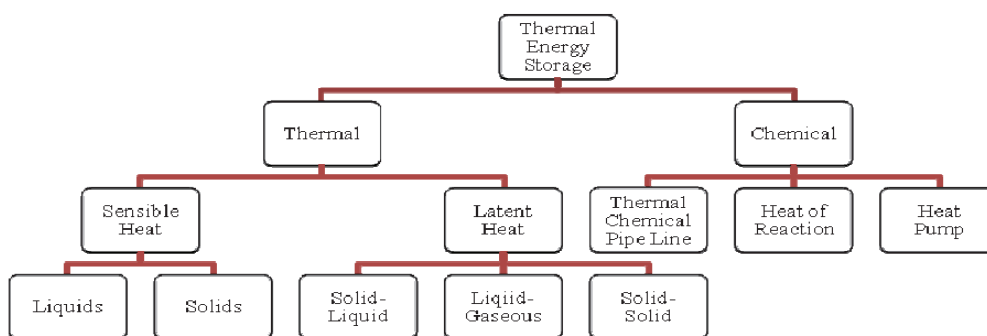 Thermal
Energy
Storage
Thermal
Chemical
Sensible
Heat
Latent
Heat
Thermal
Chemical
Pipe Line
Heat of
Reaction
Heat
Pump
Liquids
Solids
Solid-
Liquid
Liqiid-
Gaseous
Solid-
Solid